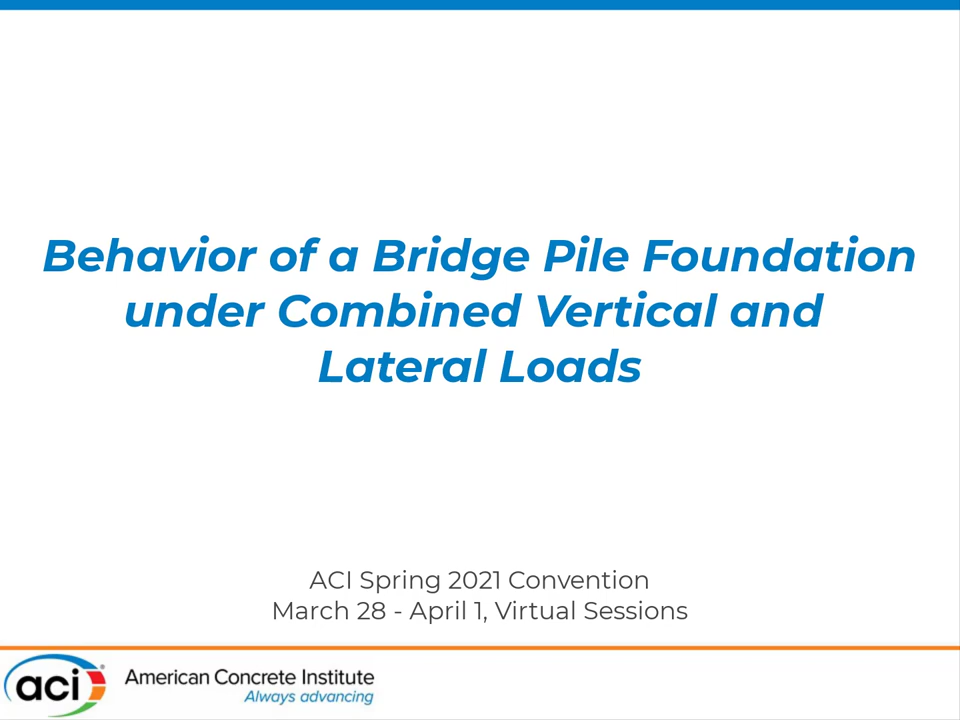 Behavior of a Bridge Pile Foundation
under Combined Vertical and
Lateral Loads
ACI Spring 2021 Convention
March 28 - April 1, Virtual Sessions
aci
American Concrete Institute
Always advancing